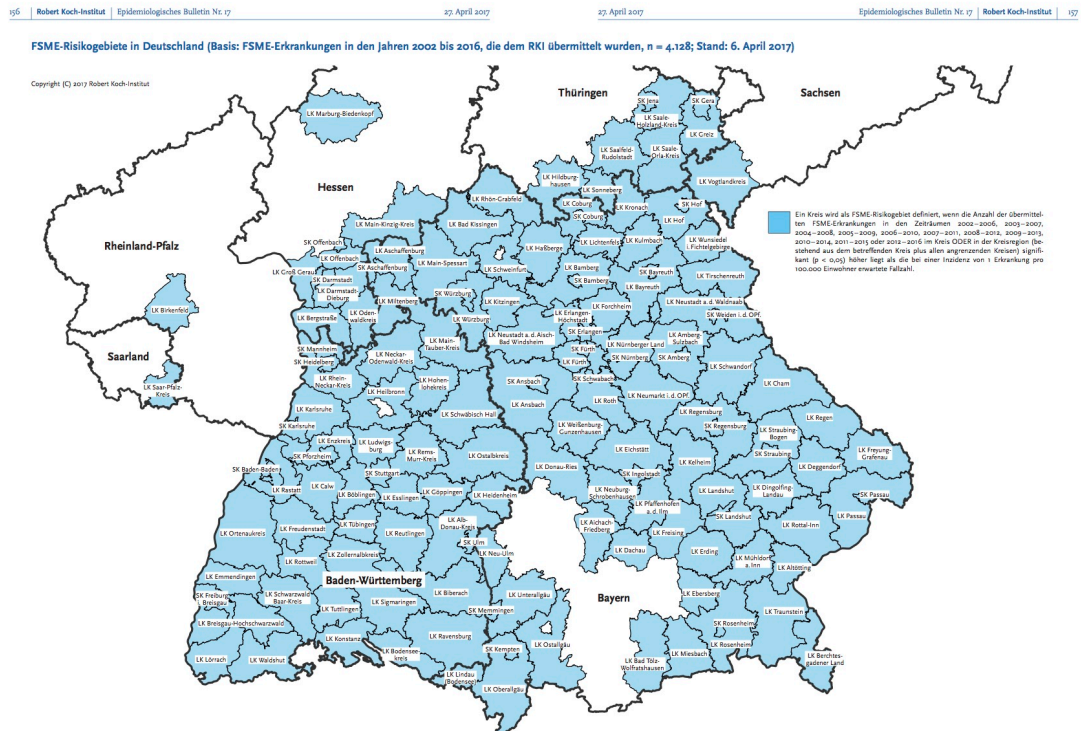 156 Robert Koch-Institut Epidemiologisches Bulletin Nr. 17 27. April 2017
27. April 2017 Epidemiologisches Bulletin Nr. 17 Robert Koch-Institut 157
FSME-Risikogebiete in Deutschland (Basis: FSME-Erkrankungen in den Jahren 2002 bis 2016, die dem RKI übermittelt wurden, n = 4.128; Stand: 6. April 2017)
Copyright (C) 2017 Robert Koch-Institut
Thüringen
Sachsen
SK Jena
SK Gera
LK Marburg-Biedenkopf
LK Saale-
Holzland-Kreis
LK Greiz
LK Saalfeld-
Rudolstadt
LK Saale-
Orla-Kreis
LK Vogtlandkreis
Hessen
LK Hildburg-
hausen
LK Sonneberg
LK Rhön-Grabfeld
LK Coburg
LK Kronach
SK Hof
SK Coburg
LK Hof
Ein Kreis wird als FSME-Risikogebiet definiert, wenn die Anzahl der übermittel-
ten FSME-Erkrankungen in den Zeiträumen 2002–2006, 2003–2007,
2004–2008, 2005–2009, 2006–2010, 2007–2011, 2008–2012, 2009–2013,
2010–2014, 2011–2015 oder 2012–2016 im Kreis ODER in der Kreisregion (be-
stehend aus dem betreffenden Kreis plus allen angrenzenden Kreisen) signifi-
kant (p < 0,05) höher liegt als die bei einer Inzidenz von 1 Erkrankung pro
100.000 Einwohner erwartete Fallzahl.
LK Main-Kinzig-Kreis
LK Bad Kissingen
Rheinland-Pfalz
SK Offenbach
LK Aschaffenburg
LK Haßberge
LK Lichtenfels
LK Kulmbach
LK Wunsiedel
i. Fichtelgebirge
LK Offenbach
LK Groß Gerau
SK Aschaffenburg
LK Main-Spessart
LK Schweinfurt
LK Bamberg
SK Bayreuth
LK Tirschenreuth
SK Darmstadt
SK Bamberg
LK Bayreuth
LK Darmstadt-
Dieburg
LK Miltenberg
SK Würzburg
LK Kitzingen
LK Forchheim
LK Neustadt a. d. Waldnaab
LK Birkenfeld
LK Bergstraße
LK Oden-
waldkreis
LK Würzburg
LK Erlangen-
Höchstadt
SK Weiden i. d. OPf.
SK Erlangen
LK Neustadt a. d. Aisch-
Bad Windsheim
LK Nürnberger Land
LK Amberg-
Sulzbach
SK Mannheim
LK Main-
Tauber-Kreis
SK Fürth
SK Nürnberg
SK Amberg
Saarland
SK Heidelberg
LK Neckar-
Odenwald-Kreis
LK Fürth
LK Schwandorf
LK Rhein-
Neckar-Kreis
LK Hohen-
lohekreis
SK Ansbach
SK Schwabach
LK Cham
LK Saar-Pfalz-
Kreis
LK Heilbronn
LK Ansbach
LK Roth
LK Neumarkt i. d. OPf.
LK Karlsruhe
LK Schwäbisch Hall
LK Regensburg
LK Regen
SK Karlsruhe
LK Weißenburg-
Gunzenhausen
SK Regensburg
LK Straubing-
Bogen
LK Enzkreis
LK Ludwigs-
burg
LK Rems-
Murr-Kreis
LK Ostalbkreis
LK Eichstätt
SK Straubing
LK Freyung-
Grafenau
SK Pforzheim
LK Kelheim
LK Deggendorf
SK Baden-Baden
SK Stuttgart
LK Donau-Ries
SK Ingolstadt
LK Rastatt
LK Calw
LK Böblingen
LK Esslingen
LK Göppingen
LK Heidenheim
LK Neuburg-
Schrobenhausen
LK Landshut
LK Dingolfing-
Landau
SK Passau
LK Pfaffenhofen
a. d. Ilm
SK Landshut
LK Passau
LK Ortenaukreis
LK Freudenstadt
LK Tübingen
LK Reutlingen
LK Alb-
Donau-Kreis
LK Aichach-
Friedberg
LK Freising
LK Rottal-Inn
SK Ulm
LK Neu-Ulm
LK Dachau
LK Erding
LK Mühldorf
a. Inn
LK Altötting
LK Zollernalbkreis
LK Rottweil
LK Emmendingen
Baden-Württemberg
LK Biberach
LK Unterallgäu
Bayern
LK Ebersberg
SK Freiburg
i. Breisgau
LK Schwarzwald
Baar-Kreis
LK Tuttlingen
LK Sigmaringen
SK Memmingen
LK Traunstein
LK Breisgau-Hochschwarzwald
SK Rosenheim
LK Konstanz
LK Ravensburg
LK Ostallgäu
LK Rosenheim
LK Bodensee-
kreis
SK Kempten
LK Miesbach
LK Lörrach
LK Waldshut
LK Bad Tölz-
Wolfratshausen
LK Berchtes-
gadener Land
LK Lindau
(Bodensee)
LK Oberallgäu